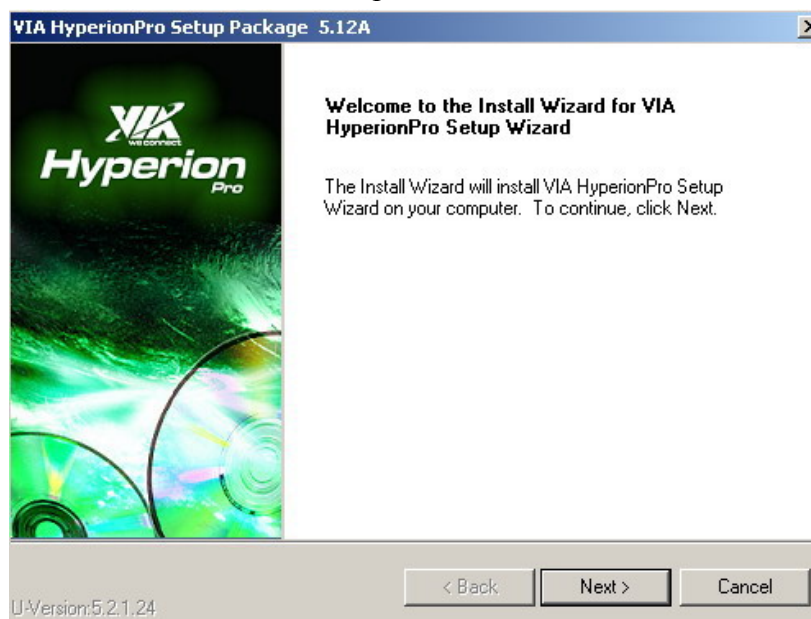 VIA HyperionPro Setup Package 5.12A
VIA
we connect
Hyperion
Pro
Welcome to the Install Wizard for VIA
HyperionPro Setup Wizard
The Install Wizard will install VIA HyperionPro Setup
Wizard on your computer. To continue, click Next.
< Back
Next >
Cancel
U-Version:5.2.1.24